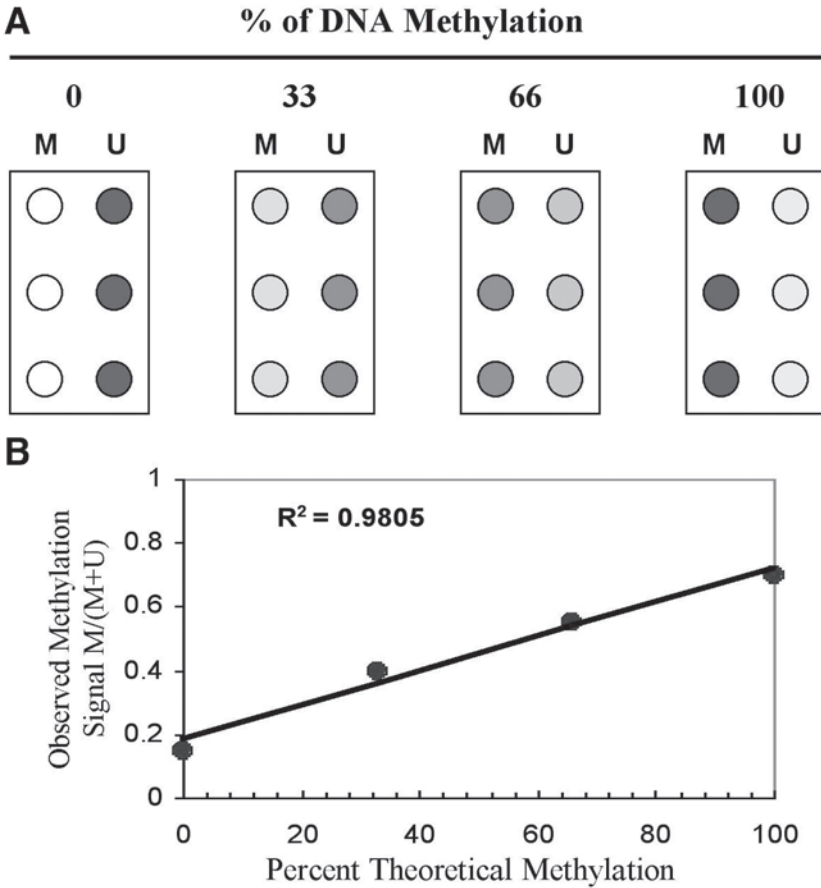 A
% of DNA Methylation
0 33 66 100
M U M U M U M U
B
R² = 0.9805
Observed Methylation
Signal M/(M+U)
1
0.8
0.6
0.4
0.2
0
0 20 40 60 80 100
Percent Theoretical Methylation